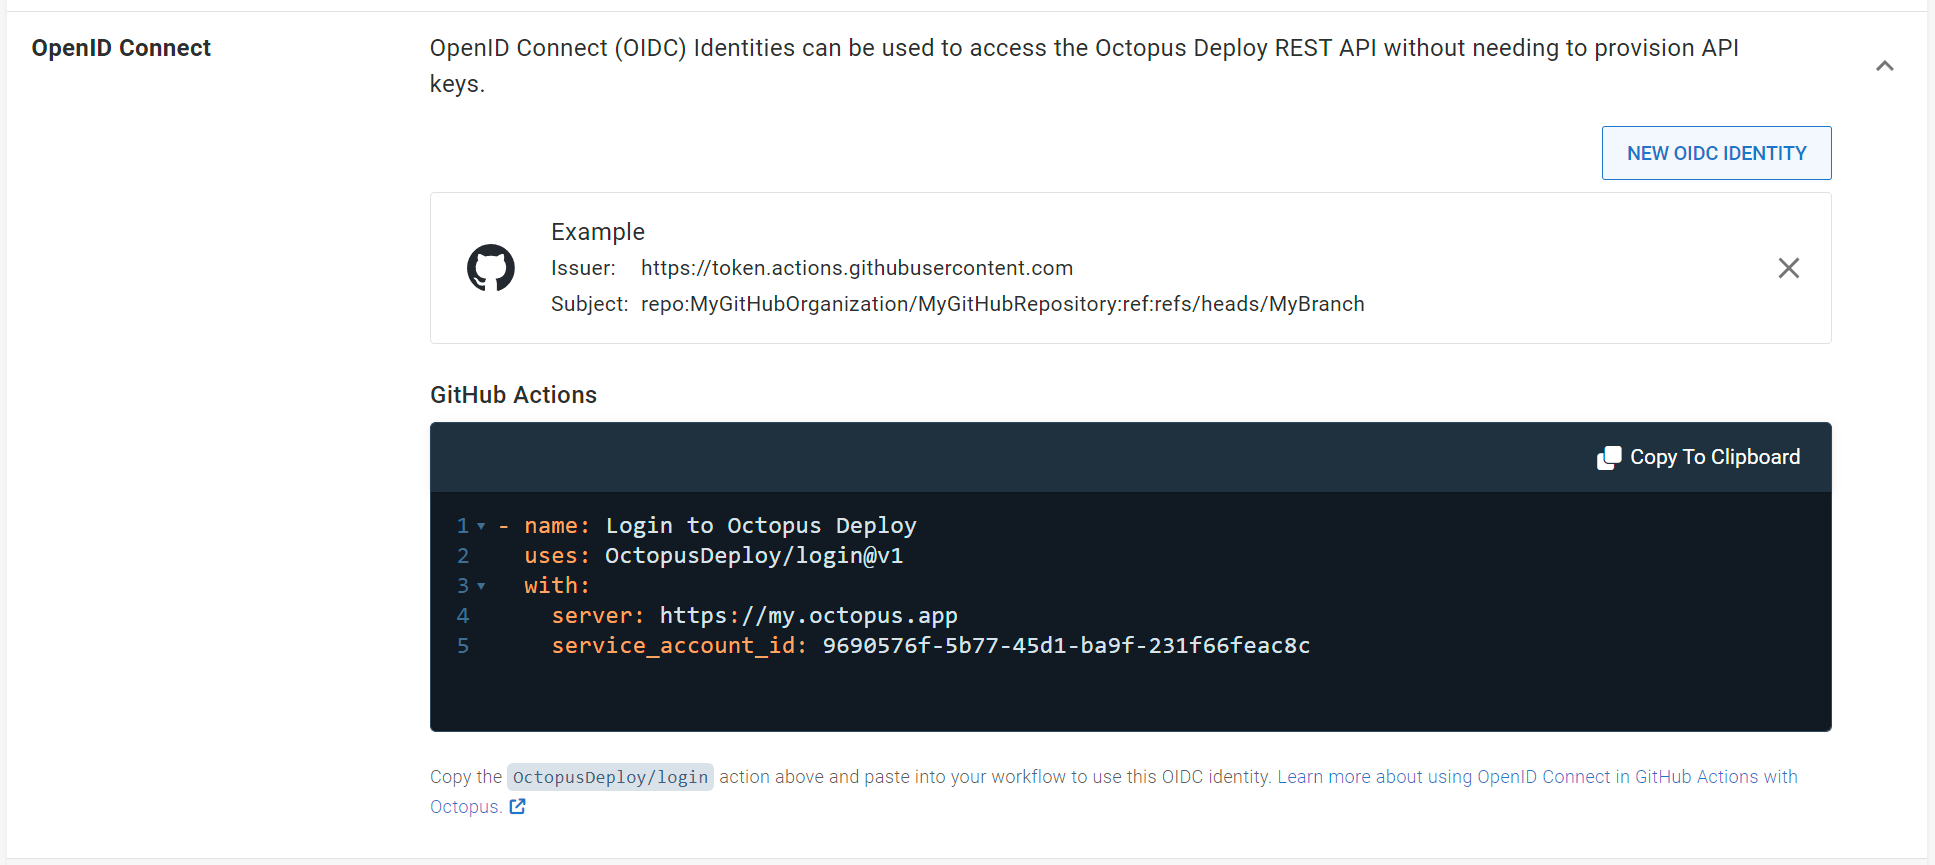 OpenID Connect
OpenID Connect (OIDC) Identities can be used to access the Octopus Deploy REST API without needing to provision API
keys.
NEW OIDC IDENTITY
Example
Issuer: https://token.actions.githubusercontent.com
Subject: repo:MyGitHubOrganization/MyGitHubRepository:ref:refs/heads/MyBranch
GitHub Actions
Copy To Clipboard
1 - name: Login to Octopus Deploy
2 uses: OctopusDeploy/login@v1
3 with:
4 server: https://my.octopus.app
5 service_account_id: 9690576f-5b77-45d1-ba9f-231f66feac8c
Copy the OctopusDeploy/login action above and paste into your workflow to use this OIDC identity. Learn more about using OpenID Connect in GitHub Actions with
Octopus.